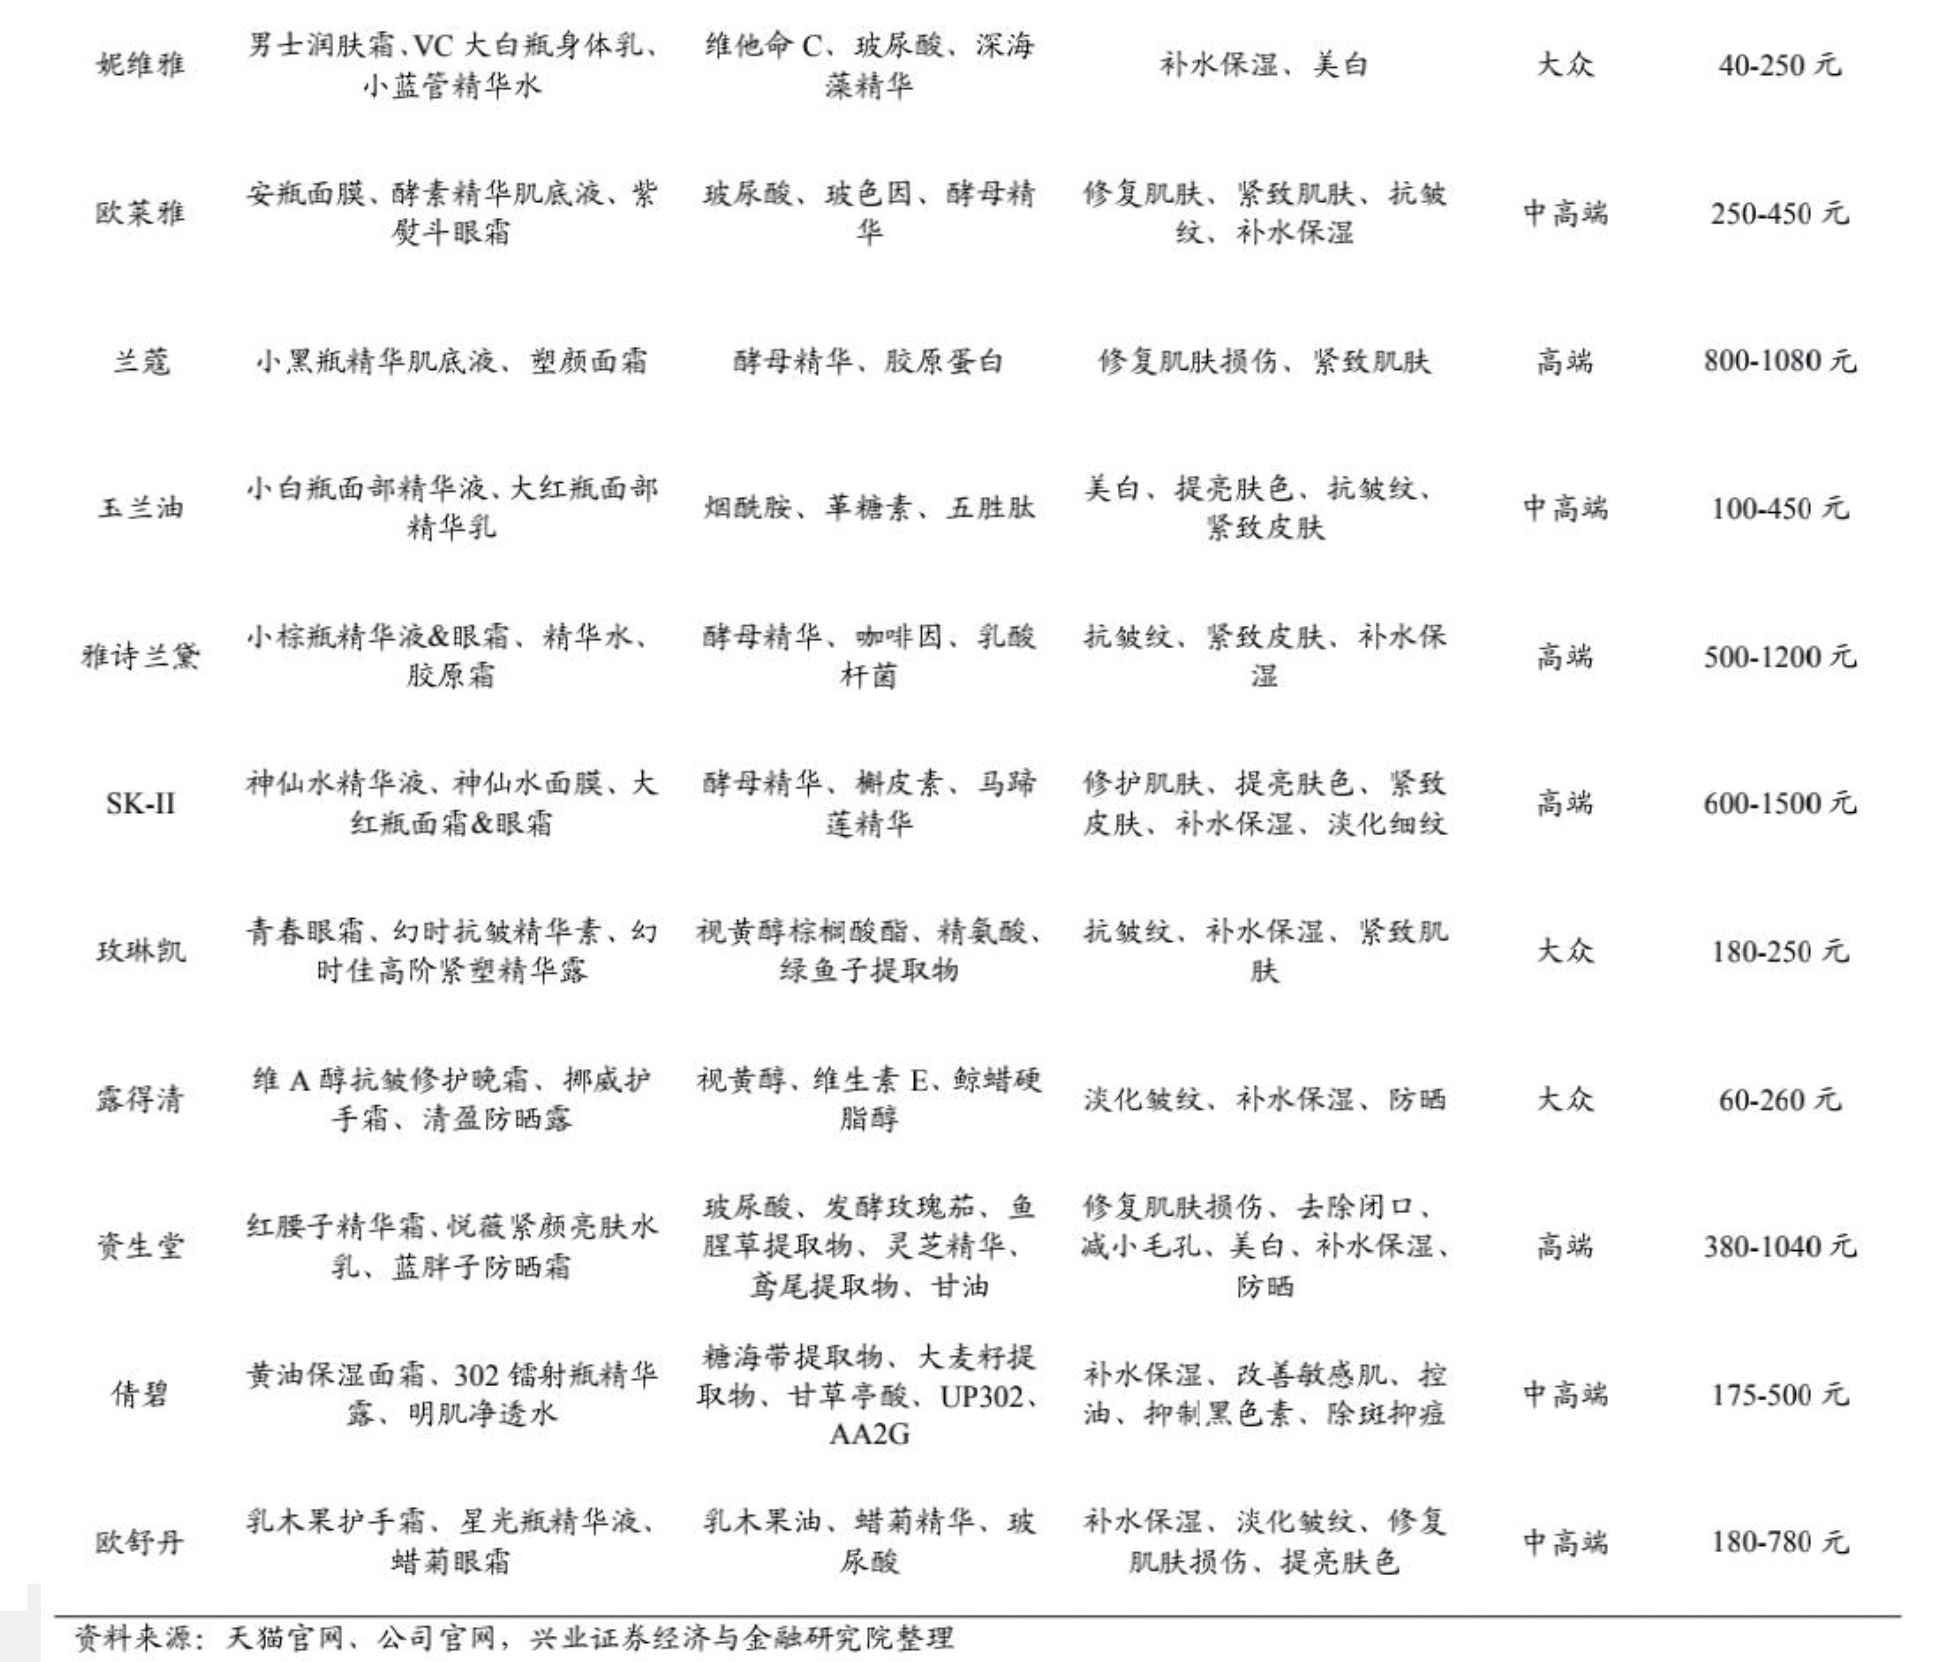 妮维雅
男士润肤霜、VC 大白瓶身体乳、
小蓝管精华水
维他命 C、玻尿酸、深海
藻精华
补水保湿、美白
大众
40-250 元
欧莱雅
安瓶面膜、酵素精华肌底液、紫
熨斗眼霜
玻尿酸、玻色因、酵母精
华
修复肌肤、紧致肌肤、抗皱
纹、补水保湿
中高端
250-450 元
兰蔻
小黑瓶精华肌底液、塑颜面霜
酵母精华、胶原蛋白
修复肌肤损伤、紧致肌肤
高端
800-1080 元
玉兰油
小白瓶面部精华液、大红瓶面部
精华乳
烟酰胺、革糖素、五胜肽
美白、提亮肤色、抗皱纹、
紧致皮肤
中高端
100-450 元
雅诗兰黛
小棕瓶精华液&眼霜、精华水、
胶原霜
酵母精华、咖啡因、乳酸
杆菌
抗皱纹、紧致皮肤、补水保
湿
高端
500-1200 元
SK-II
神仙水精华液、神仙水面膜、大
红瓶面霜&眼霜
酵母精华、槲皮素、马蹄
莲精华
修护肌肤、提亮肤色、紧致
皮肤、补水保湿、淡化细纹
高端
600-1500 元
玫琳凯
青春眼霜、幻时抗皱精华素、幻
时佳高阶紧塑精华露
视黄醇棕榈酸酯、精氨酸、
绿鱼子提取物
抗皱纹、补水保湿、紧致肌
肤
大众
180-250 元
露得清
维 A 醇抗皱修护晚霜、挪威护
手霜、清盈防晒露
视黄醇、维生素 E、鲸蜡硬
脂醇
淡化皱纹、补水保湿、防晒
大众
60-260 元
资生堂
红腰子精华霜、悦薇紧颜亮肤水
乳、蓝胖子防晒霜
玻尿酸、发酵玫瑰茄、鱼
腥草提取物、灵芝精华、
鸢尾提取物、甘油
修复肌肤损伤、去除闭口、
减小毛孔、美白、补水保湿、
防晒
高端
380-1040 元
倩碧
黄油保湿面霜、302 镭射瓶精华
露、明肌净透水
糖海带提取物、大麦籽提
取物、甘草亭酸、UP302、
AA2G
补水保湿、改善敏感肌、控
油、抑制黑色素、除斑抑痘
中高端
175-500 元
欧舒丹
乳木果护手霜、星光瓶精华液、
蜡菊眼霜
乳木果油、蜡菊精华、玻
尿酸
补水保湿、淡化皱纹、修复
肌肤损伤、提亮肤色
中高端
180-780 元
资料来源：天猫官网、公司官网，兴业证券经济与金融研究院整理